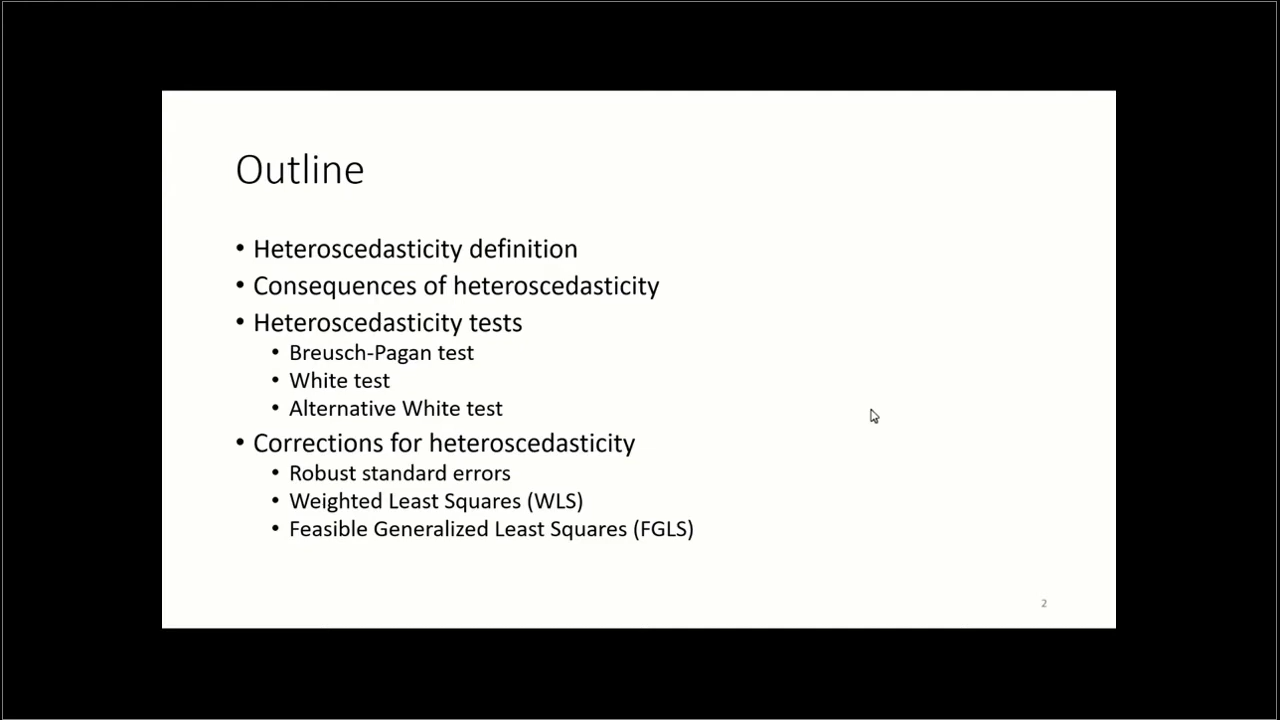 Outline
• Heteroscedasticity definition
• Consequences of heteroscedasticity
• Heteroscedasticity tests
• Breusch-Pagan test
• White test
• Alternative White test
• Corrections for heteroscedasticity
• Robust standard errors
• Weighted Least Squares (WLS)
• Feasible Generalized Least Squares (FGLS)
2